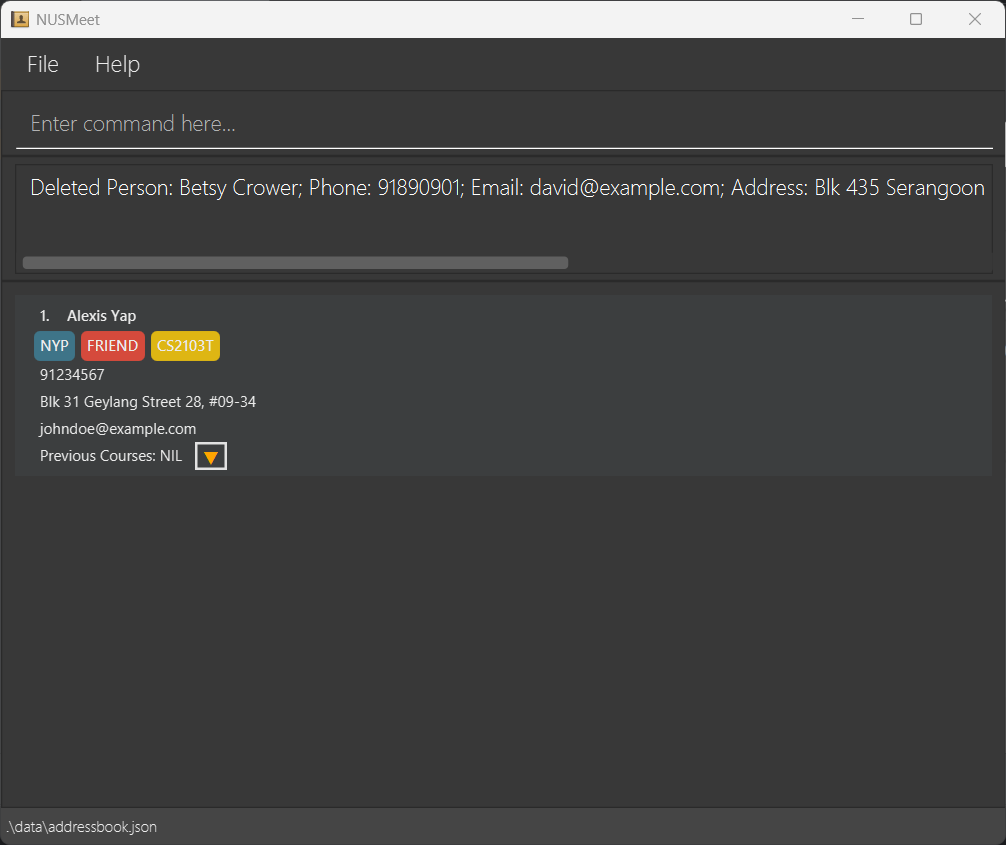 NUSMeet
File Help
Enter command here...
Deleted Person: Betsy Crower; Phone: 91890901; Email: david@example.com; Address: Blk 435 Serangoon
1. Alexis Yap
NYP FRIEND CS2103T
91234567
Blk 31 Geylang Street 28, #09-34
johndoe@example.com
Previous Courses: NIL
.\data\addressbook.json